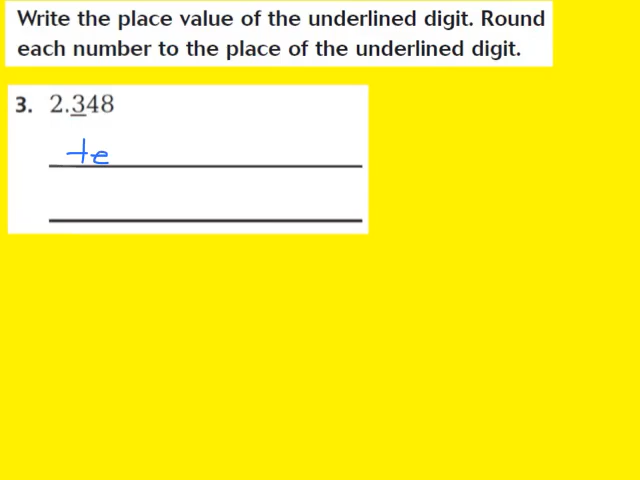 Write the place value of the underlined digit. Round
each number to the place of the underlined digit.
3. 2.348
te